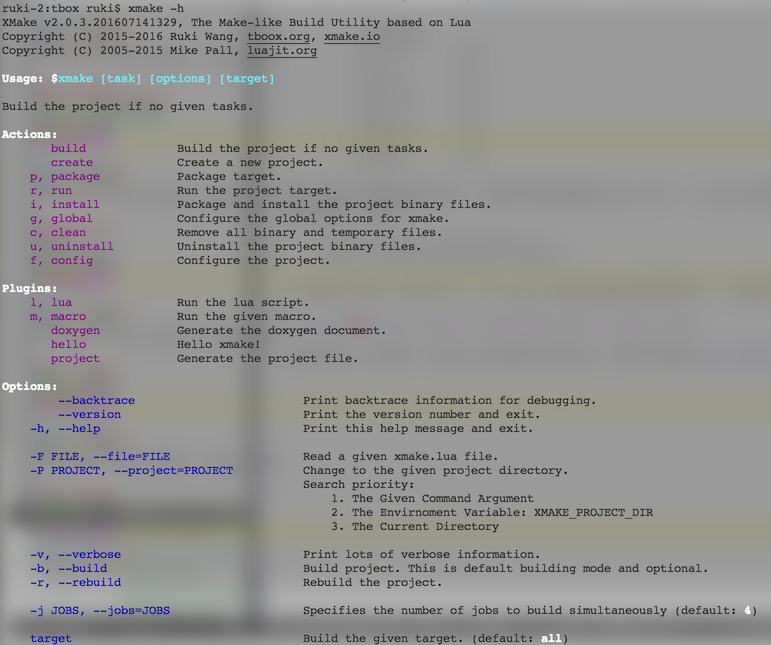 ruki-2:tbox ruki$ xmake -h
XMake v2.0.3.201607141329, The Make-like Build Utility based on Lua
Copyright (C) 2015-2016 Ruki Wang, tboox.org, xmake.io
Copyright (C) 2005-2015 Mike Pall, luajit.org
Usage: $xmake [task] [options] [target]
Build the project if no given tasks.
Actions:
build Build the project if no given tasks.
create Create a new project.
p, package Package target.
r, run Run the project target.
i, install Package and install the project binary files.
g, global Configure the global options for xmake.
c, clean Remove all binary and temporary files.
u, uninstall Uninstall the project binary files.
f, config Configure the project.
Plugins:
l, lua Run the lua script.
m, macro Run the given macro.
doxygen Generate the doxygen document.
hello Hello xmake!
project Generate the project file.
Options:
--backtrace Print backtrace information for debugging.
--version Print the version number and exit.
-h, --help Print this help message and exit.
-F FILE, --file=FILE Read a given xmake.lua file.
-P PROJECT, --project=PROJECT Change to the given project directory.
Search priority:
1. The Given Command Argument
2. The Envirnoment Variable: XMAKE_PROJECT_DIR
3. The Current Directory
-v, --verbose Print lots of verbose information.
-b, --build Build project. This is default building mode and optional.
-r, --rebuild Rebuild the project.
-j JOBS, --jobs=JOBS Specifies the number of jobs to build simultaneously (default: 4)
target Build the given target. (default: all)